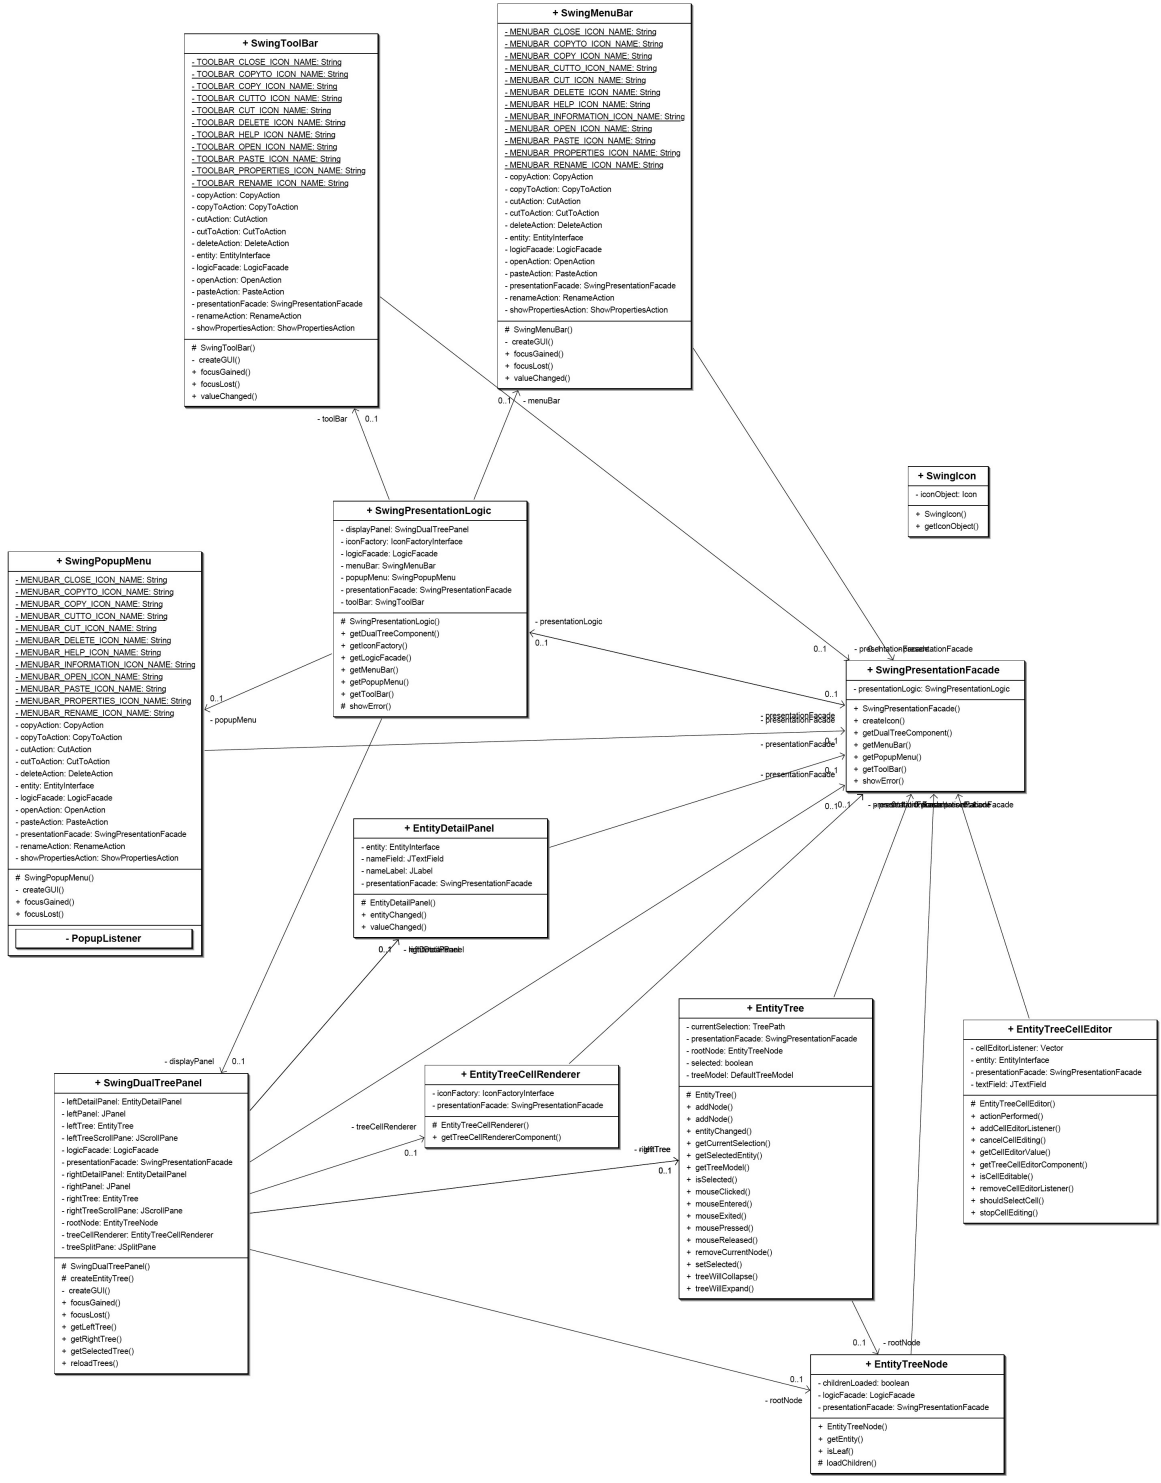 + SwingToolBar
- TOOLBAR_CLOSE_ICON_NAME: String
- TOOLBAR_COPYTO_ICON_NAME: String
- TOOLBAR_COPY_ICON_NAME: String
- TOOLBAR_CUTTO_ICON_NAME: String
- TOOLBAR_CUT_ICON_NAME: String
- TOOLBAR_DELETE_ICON_NAME: String
- TOOLBAR_HELP_ICON_NAME: String
- TOOLBAR_OPEN_ICON_NAME: String
- TOOLBAR_PASTE_ICON_NAME: String
- TOOLBAR_PROPERTIES_ICON_NAME: String
- TOOLBAR_RENAME_ICON_NAME: String
- copyAction: CopyAction
- copyToAction: CopyToAction
- cutAction: CutAction
- cutToAction: CutToAction
- deleteAction: DeleteAction
- entity: EntityInterface
- logicFacade: LogicFacade
- openAction: OpenAction
- pasteAction: PasteAction
- presentationFacade: SwingPresentationFacade
- renameAction: RenameAction
- showPropertiesAction: ShowPropertiesAction
# SwingToolBar()
- createGUI()
+ focusGained()
+ focusLost()
+ valueChanged()
+ SwingMenuBar
- MENUBAR_CLOSE_ICON_NAME: String
- MENUBAR_COPYTO_ICON_NAME: String
- MENUBAR_COPY_ICON_NAME: String
- MENUBAR_CUTTO_ICON_NAME: String
- MENUBAR_CUT_ICON_NAME: String
- MENUBAR_DELETE_ICON_NAME: String
- MENUBAR_HELP_ICON_NAME: String
- MENUBAR_INFORMATION_ICON_NAME: String
- MENUBAR_OPEN_ICON_NAME: String
- MENUBAR_PASTE_ICON_NAME: String
- MENUBAR_PROPERTIES_ICON_NAME: String
- MENUBAR_RENAME_ICON_NAME: String
- copyAction: CopyAction
- copyToAction: CopyToAction
- cutAction: CutAction
- cutToAction: CutToAction
- deleteAction: DeleteAction
- entity: EntityInterface
- logicFacade: LogicFacade
- openAction: OpenAction
- pasteAction: PasteAction
- presentationFacade: SwingPresentationFacade
- renameAction: RenameAction
- showPropertiesAction: ShowPropertiesAction
# SwingMenuBar()
- createGUI()
+ focusGained()
+ focusLost()
+ valueChanged()
- toolBar
0..1
0..1
- menuBar
+ SwingIcon
- iconObject: Icon
+ SwingIcon()
+ getIconObject()
+ SwingPresentationLogic
- displayPanel: SwingDualTreePanel
- iconFactory: IconFactoryInterface
- logicFacade: LogicFacade
- menuBar: SwingMenuBar
- popupMenu: SwingPopupMenu
- presentationFacade: SwingPresentationFacade
- toolBar: SwingToolBar
# SwingPresentationLogic()
+ getDualTreeComponent()
+ getIconFactory()
+ getLogicFacade()
+ getMenuBar()
+ getPopupMenu()
+ getToolBar()
# showError()
+ SwingPopupMenu
- MENUBAR_CLOSE_ICON_NAME: String
- MENUBAR_COPYTO_ICON_NAME: String
- MENUBAR_COPY_ICON_NAME: String
- MENUBAR_CUTTO_ICON_NAME: String
- MENUBAR_CUT_ICON_NAME: String
- MENUBAR_DELETE_ICON_NAME: String
- MENUBAR_HELP_ICON_NAME: String
- MENUBAR_INFORMATION_ICON_NAME: String
- MENUBAR_OPEN_ICON_NAME: String
- MENUBAR_PASTE_ICON_NAME: String
- MENUBAR_PROPERTIES_ICON_NAME: String
- MENUBAR_RENAME_ICON_NAME: String
- copyAction: CopyAction
- copyToAction: CopyToAction
- cutAction: CutAction
- cutToAction: CutToAction
- deleteAction: DeleteAction
- entity: EntityInterface
- logicFacade: LogicFacade
- openAction: OpenAction
- pasteAction: PasteAction
- presentationFacade: SwingPresentationFacade
- renameAction: RenameAction
- showPropertiesAction: ShowPropertiesAction
# SwingPopupMenu()
- createGUI()
+ focusGained()
+ focusLost()
- PopupListener
0..1
- popupMenu
- presentationLogic
0..1
0..1
+ SwingPresentationFacade
- presentationLogic: SwingPresentationLogic
+ SwingPresentationFacade()
+ createIcon()
+ getDualTreeComponent()
+ getMenuBar()
+ getPopupMenu()
+ getToolBar()
+ showError()
0..1
- presentationFacade
- presentationFacade
0..1
- presentationFacade
0..1
+ EntityDetailPanel
- entity: EntityInterface
- nameField: JTextField
- nameLabel: JLabel
- presentationFacade: SwingPresentationFacade
# EntityDetailPanel()
+ entityChanged()
+ valueChanged()
0..1
- displayPanel
0..1
+ SwingDualTreePanel
- leftDetailPanel: EntityDetailPanel
- leftPanel: JPanel
- leftTree: EntityTree
- leftTreeScrollPane: JScrollPane
- logicFacade: LogicFacade
- presentationFacade: SwingPresentationFacade
- rightDetailPanel: EntityDetailPanel
- rightPanel: JPanel
- rightTree: EntityTree
- rightTreeScrollPane: JScrollPane
- rootNode: EntityTreeNode
- treeCellRenderer: EntityTreeCellRenderer
- treeSplitPane: JSplitPane
# SwingDualTreePanel()
# createEntityTree()
- createGUI()
+ focusGained()
+ focusLost()
+ getLeftTree()
+ getRightTree()
+ getSelectedTree()
+ reloadTrees()
- treeCellRenderer
0..1
+ EntityTreeCellRenderer
- iconFactory: IconFactoryInterface
- presentationFacade: SwingPresentationFacade
# EntityTreeCellRenderer()
+ getTreeCellRendererComponent()
0..1
+ EntityTree
- currentSelection: TreePath
- presentationFacade: SwingPresentationFacade
- rootNode: EntityTreeNode
- selected: boolean
- treeModel: DefaultTreeModel
# EntityTree()
+ addNode()
+ addNode()
+ entityChanged()
+ getCurrentSelection()
+ getSelectedEntity()
+ getTreeModel()
+ isSelected()
+ mouseClicked()
+ mouseEntered()
+ mouseExited()
+ mousePressed()
+ mouseReleased()
+ removeCurrentNode()
+ setSelected()
+ treeWillCollapse()
+ treeWillExpand()
+ EntityTreeCellEditor
- cellEditorListener: Vector
- entity: EntityInterface
- presentationFacade: SwingPresentationFacade
- textField: JTextField
# EntityTreeCellEditor()
+ actionPerformed()
+ addCellEditorListener()
+ cancelCellEditing()
+ getCellEditorValue()
+ getTreeCellEditorComponent()
+ isCellEditable()
+ removeCellEditorListener()
+ shouldSelectCell()
+ stopCellEditing()
0..1
- rootNode
0..1
- rootNode
+ EntityTreeNode
- childrenLoaded: boolean
- logicFacade: LogicFacade
- presentationFacade: SwingPresentationFacade
+ EntityTreeNode()
+ getEntity()
+ isLeaf()
# loadChildren()